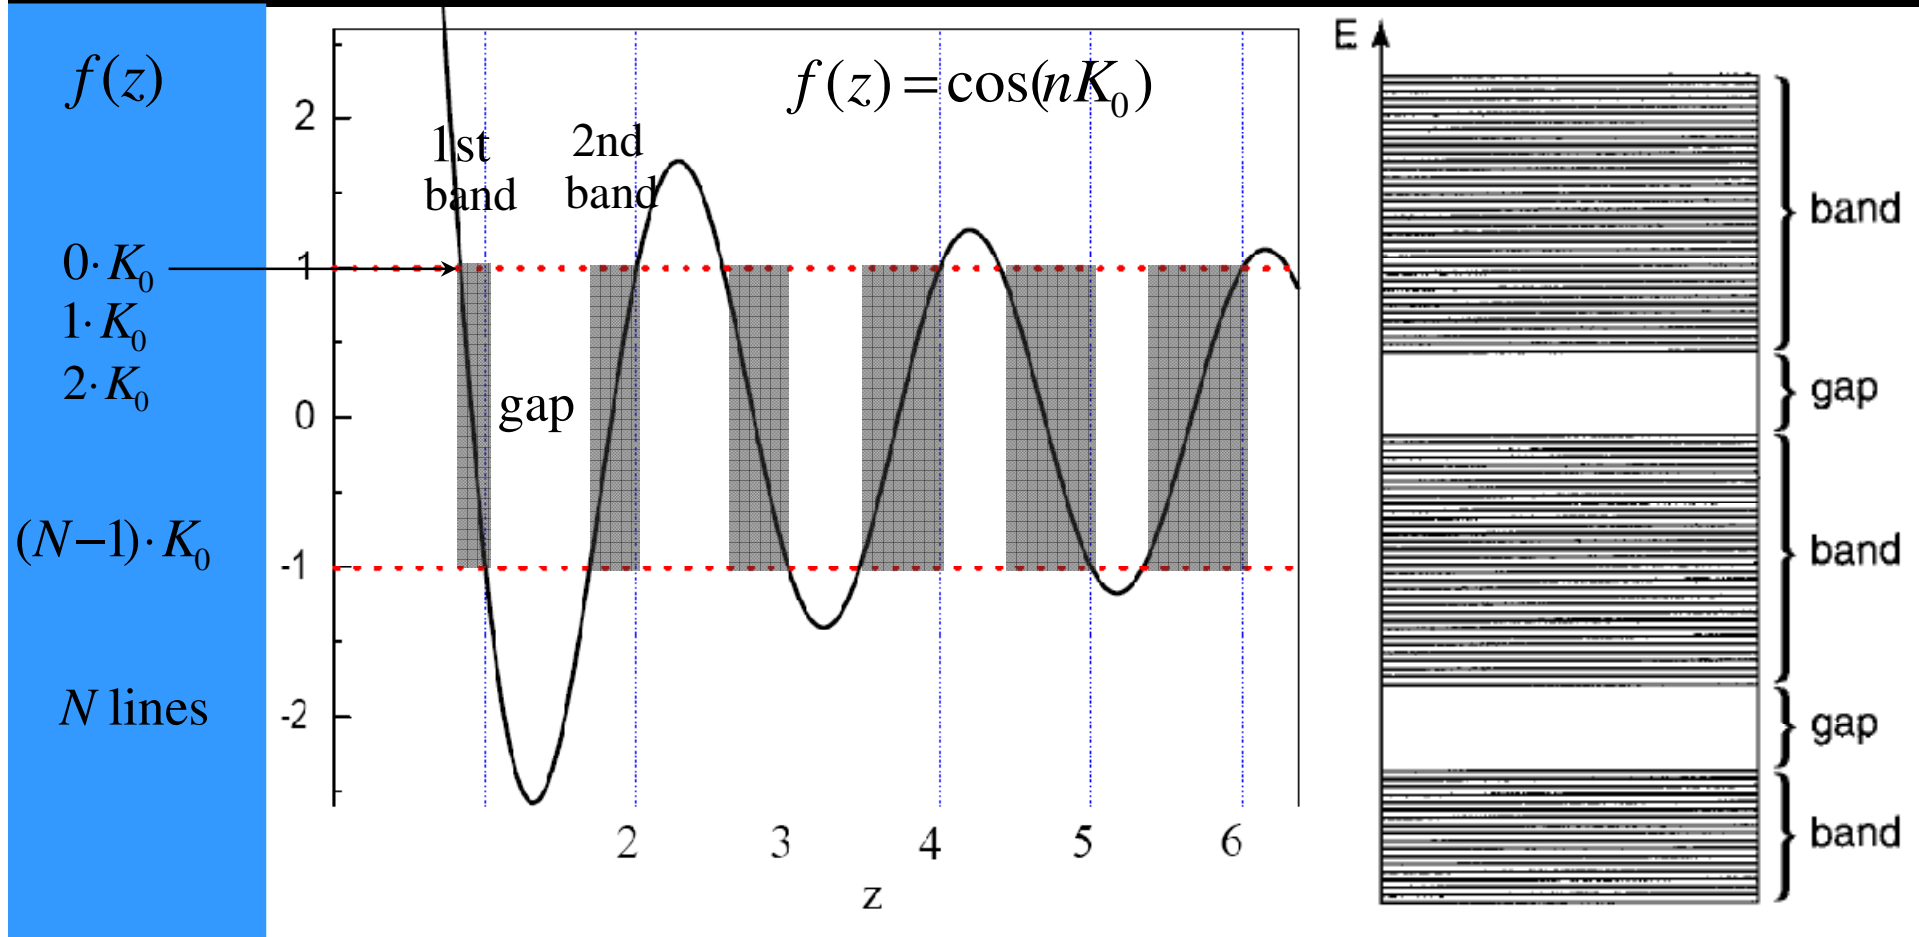 f(z)
0·K₀
1·K₀
2·K₀
(N−1)·K₀
N lines
f(z)=cos(nK₀)
1st
band
2nd
band
gap
2
1
0
-1
-2
2 3 4 5 6
z
E
band
gap
band
gap
band